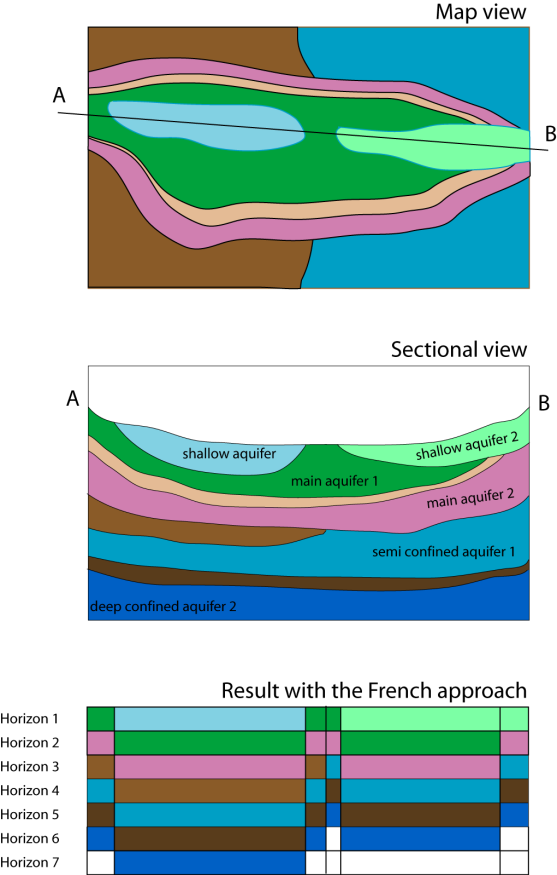 Map view
A
B
Sectional view
A
B
shallow aquifer
shallow aquifer 2
main aquifer 1
main aquifer 2
semi confined aquifer 1
deep confined aquifer 2
Result with the French approach
Horizon 1
Horizon 2
Horizon 3
Horizon 4
Horizon 5
Horizon 6
Horizon 7